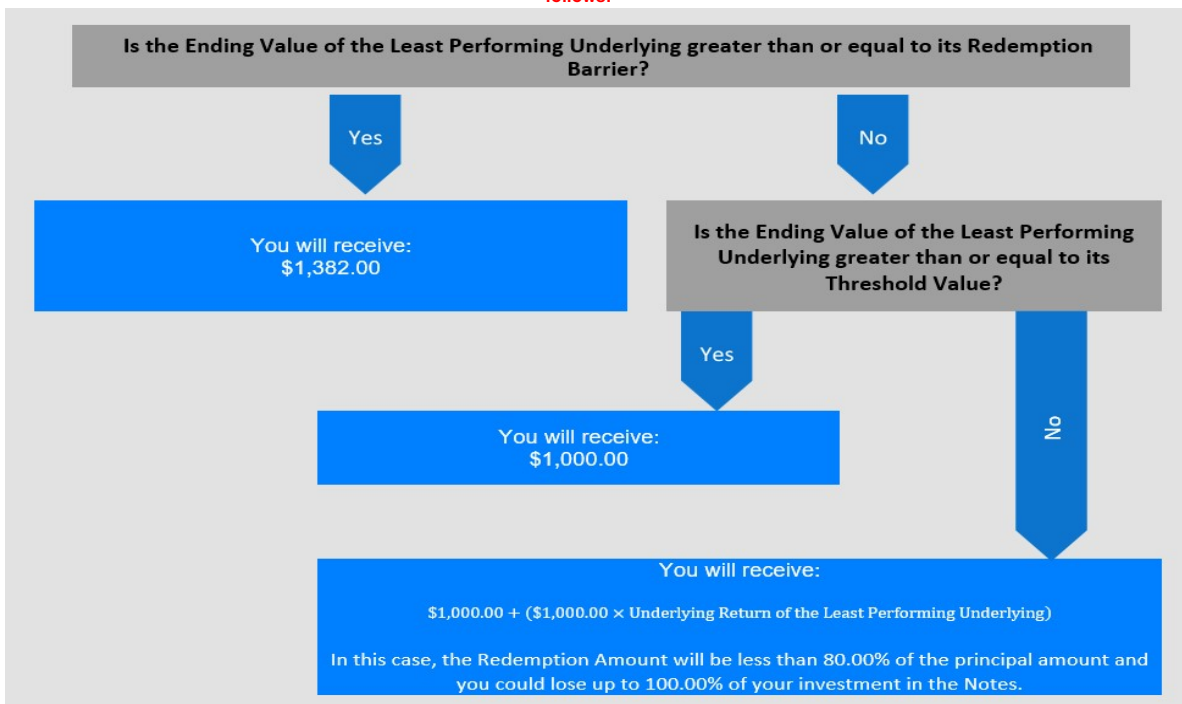 follows:
Is the Ending Value of the Least Performing Underlying greater than or equal to its Redemption
Barrier?
Yes
No
You will receive:
$1,382.00
Is the Ending Value of the Least Performing
Underlying greater than or equal to its
Threshold Value?
Yes
No
You will receive:
$1,000.00
You will receive:
$1,000.00 + ($1,000.00 × Underlying Return of the Least Performing Underlying)
In this case, the Redemption Amount will be less than 80.00% of the principal amount and
you could lose up to 100.00% of your investment in the Notes.